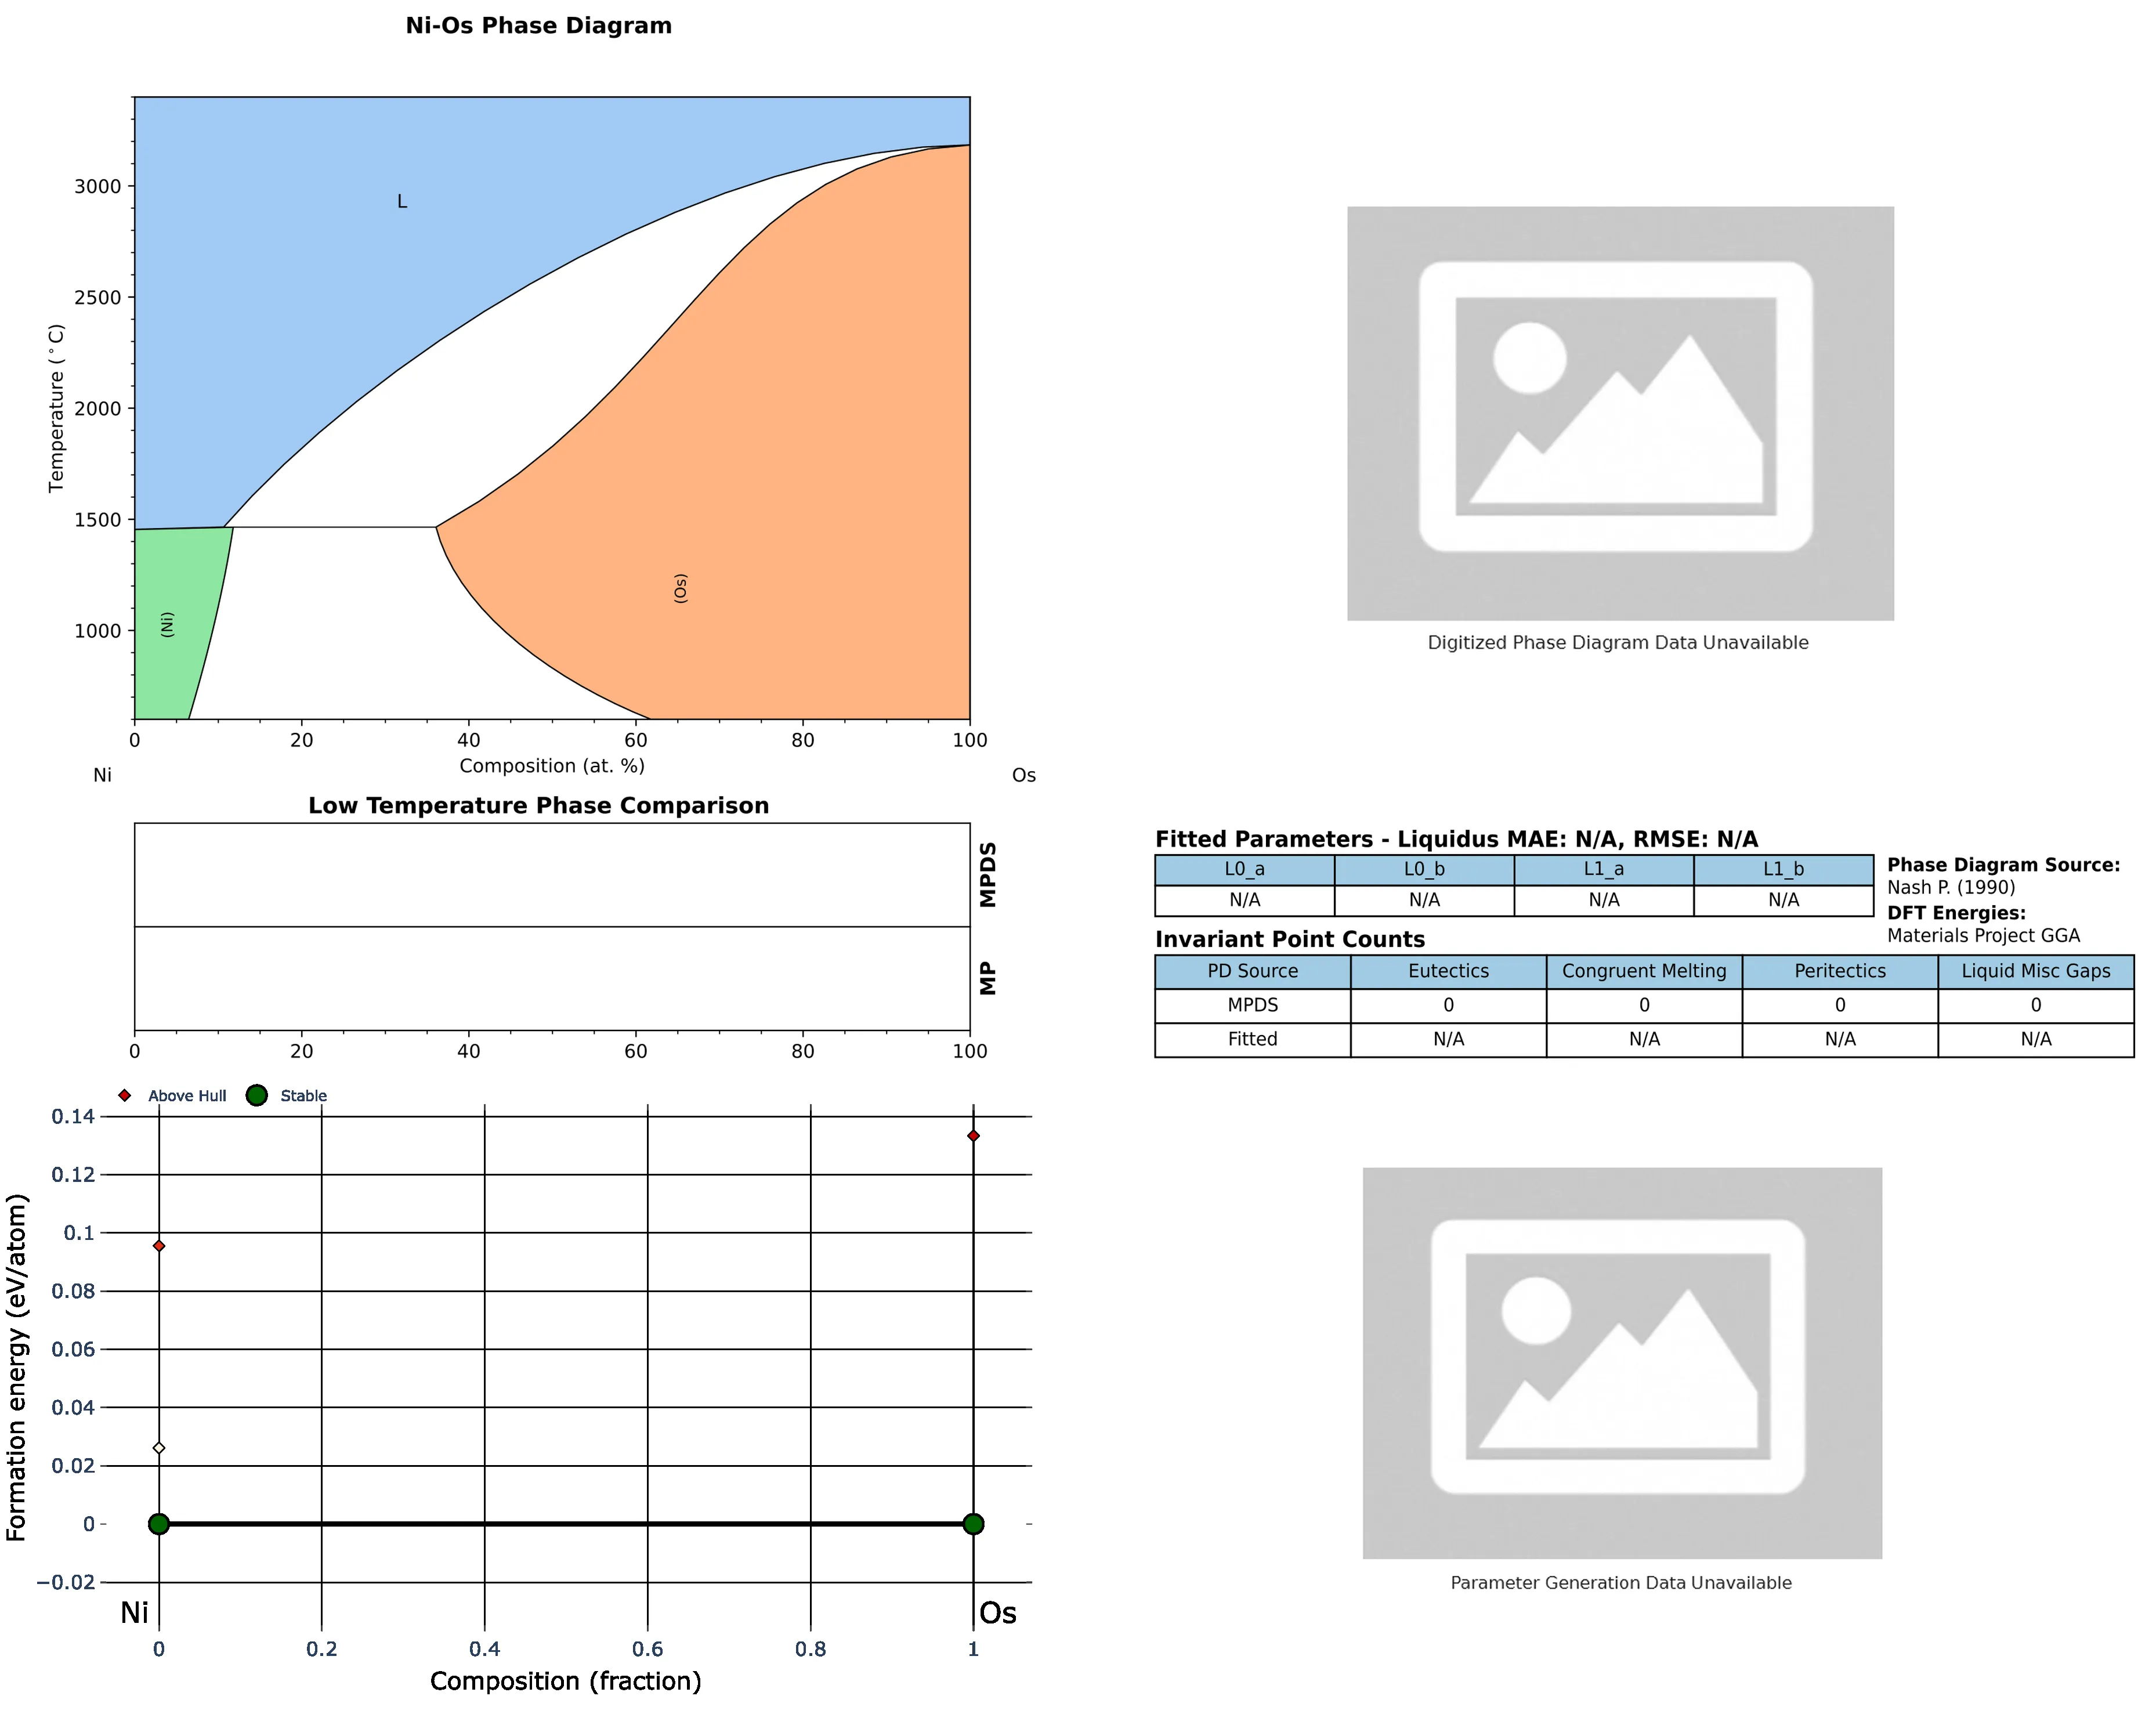 Ni-Os Phase Diagram
3000
2500
2000
1500
1000
Temperature (°C)
L
(Ni)
(Os)
0 20 40 60 80 100
Composition (at. %)
Ni Os
Digitized Phase Diagram Data Unavailable
Low Temperature Phase Comparison
MPDS
MP
0 20 40 60 80 100
Fitted Parameters - Liquidus MAE: N/A, RMSE: N/A
L0_a L0_b L1_a L1_b
N/A N/A N/A N/A
Phase Diagram Source:
Nash P. (1990)
DFT Energies:
Materials Project GGA
Invariant Point Counts
PD Source Eutectics Congruent Melting Peritectics Liquid Misc Gaps
MPDS 0 0 0 0
Fitted N/A N/A N/A N/A
Above Hull Stable
0.14
0.12
0.1
0.08
0.06
0.04
0.02
0
−0.02
Formation energy (eV/atom)
Ni Os
0 0.2 0.4 0.6 0.8 1
Composition (fraction)
Parameter Generation Data Unavailable